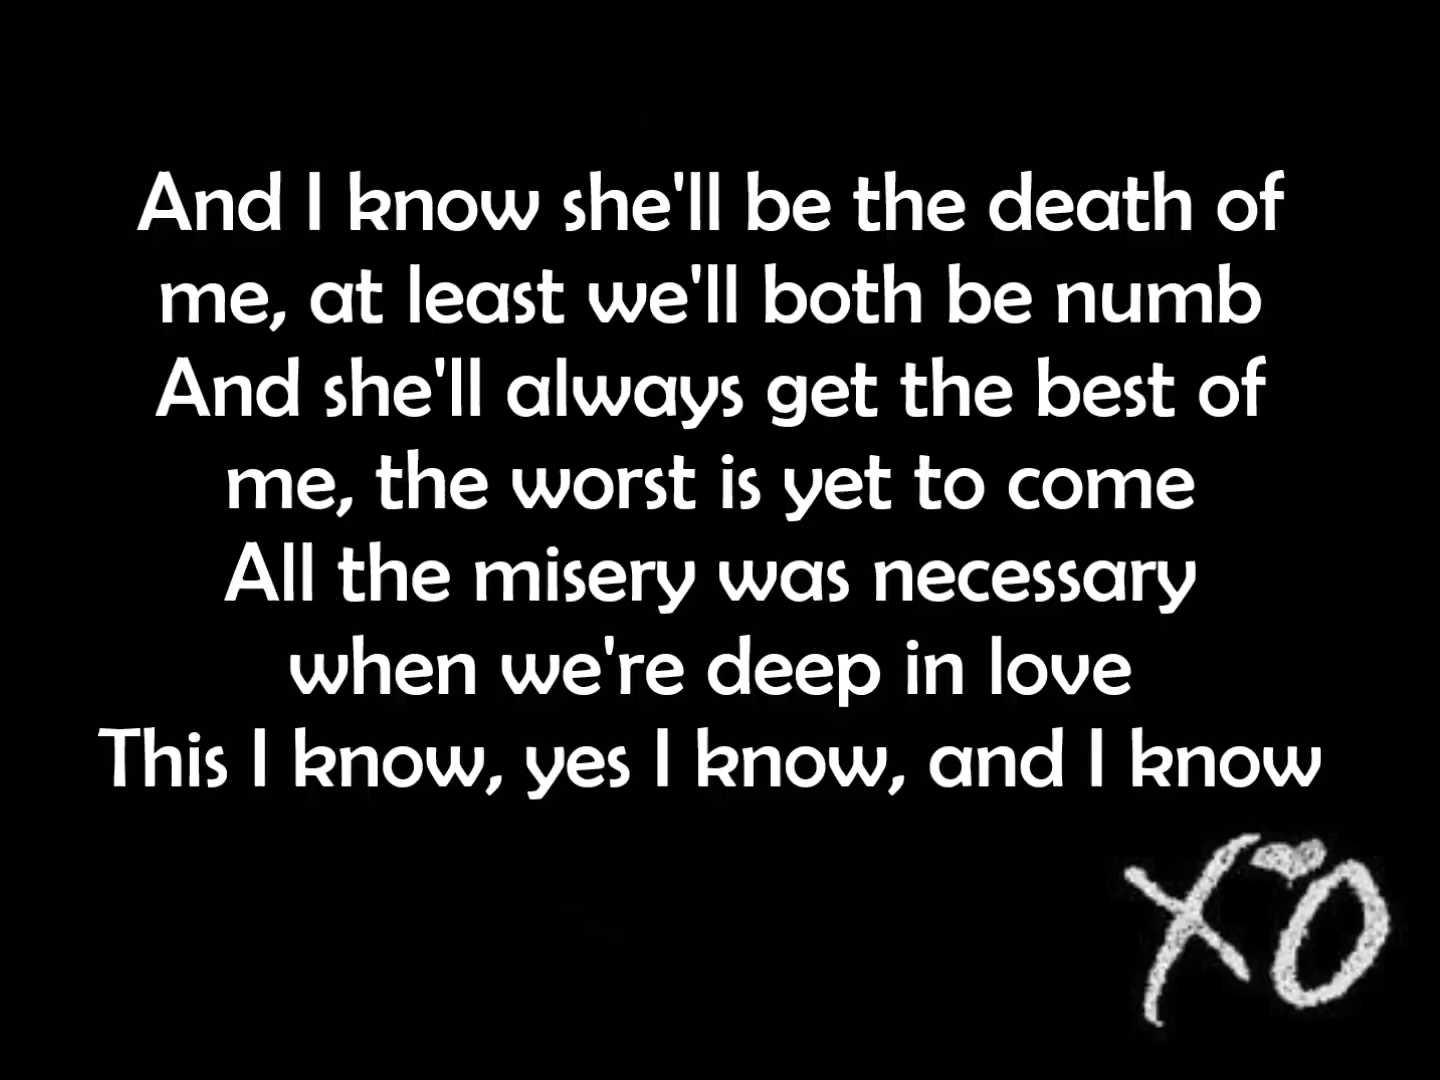 And I know she'll be the death of
me, at least we'll both be numb
And she'll always get the best of
me, the worst is yet to come
All the misery was necessary
when we're deep in love
This I know, yes I know, and I know
XO